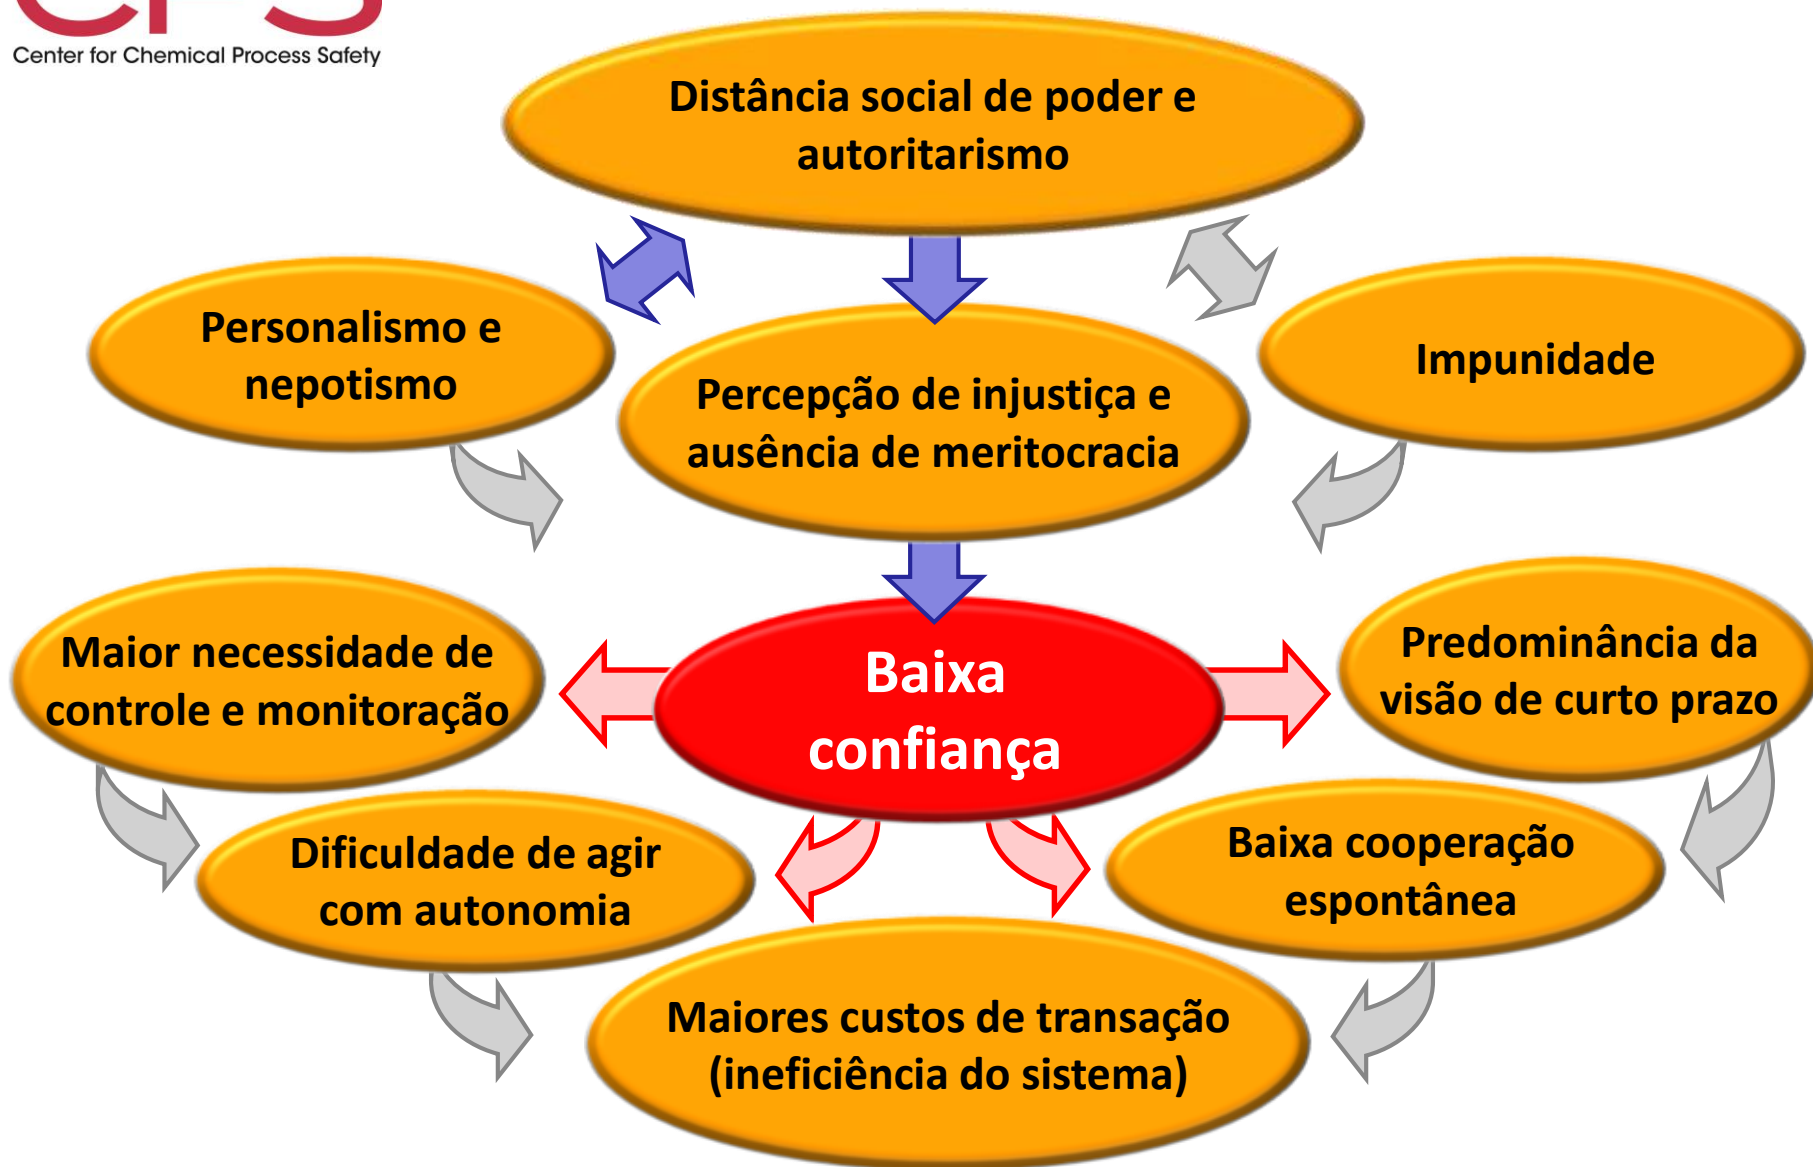 Center for Chemical Process Safety
Distância social de poder e
autoritarismo
Personalismo e
nepotismo
Percepção de injustiça e
ausência de meritocracia
Impunidade
Maior necessidade de
controle e monitoração
Baixa
confiança
Predominância da
visão de curto prazo
Dificuldade de agir
com autonomia
Baixa cooperação
espontânea
Maiores custos de transação
(ineficiência do sistema)